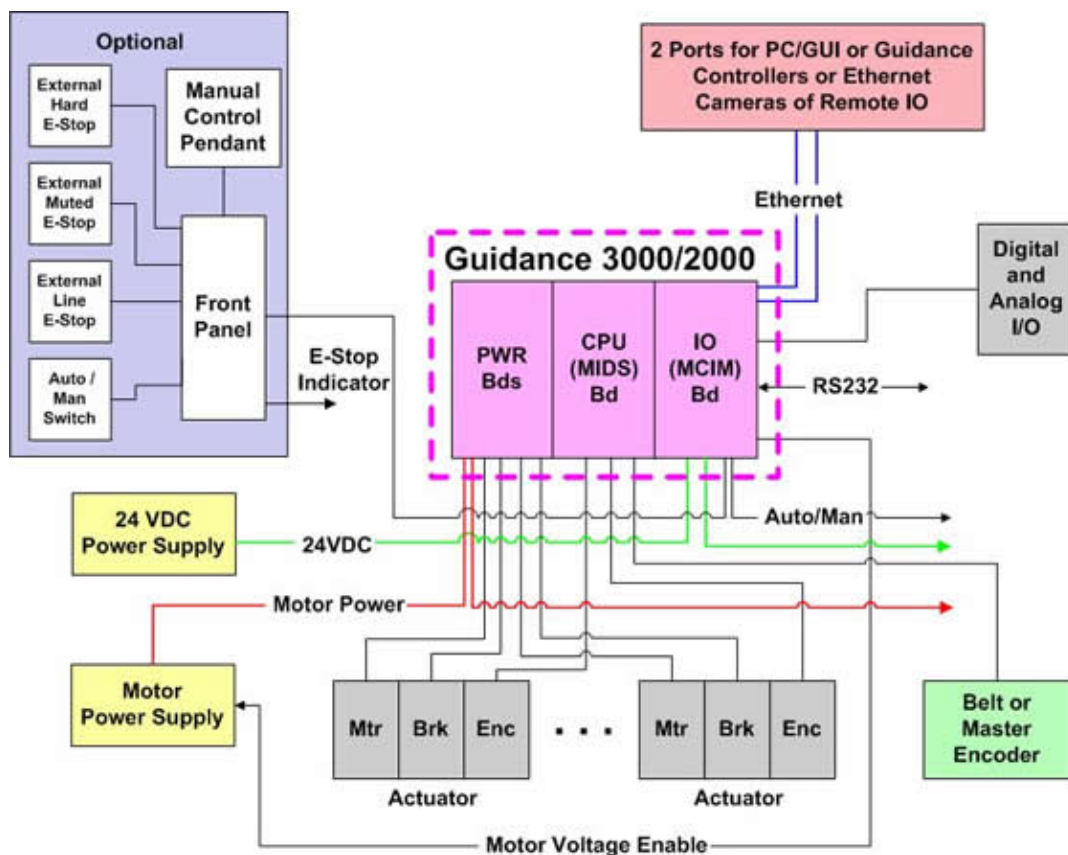 Optional
External
Hard
E-Stop
Manual
Control
Pendant
External
Muted
E-Stop
External
Line
E-Stop
Front
Panel
Auto /
Man
Switch
E-Stop
Indicator
2 Ports for PC/GUI or Guidance
Controllers or Ethernet
Cameras of Remote IO
Ethernet
Guidance 3000/2000
PWR
Bds
CPU
(MIDS)
Bd
IO
(MCIM)
Bd
Digital
and
Analog
I/O
RS232
24 VDC
Power Supply
24VDC
Auto/Man
Motor Power
Motor
Power Supply
Mtr
Brk
Enc
. . .
Mtr
Brk
Enc
Actuator
Actuator
Belt or
Master
Encoder
Motor Voltage Enable